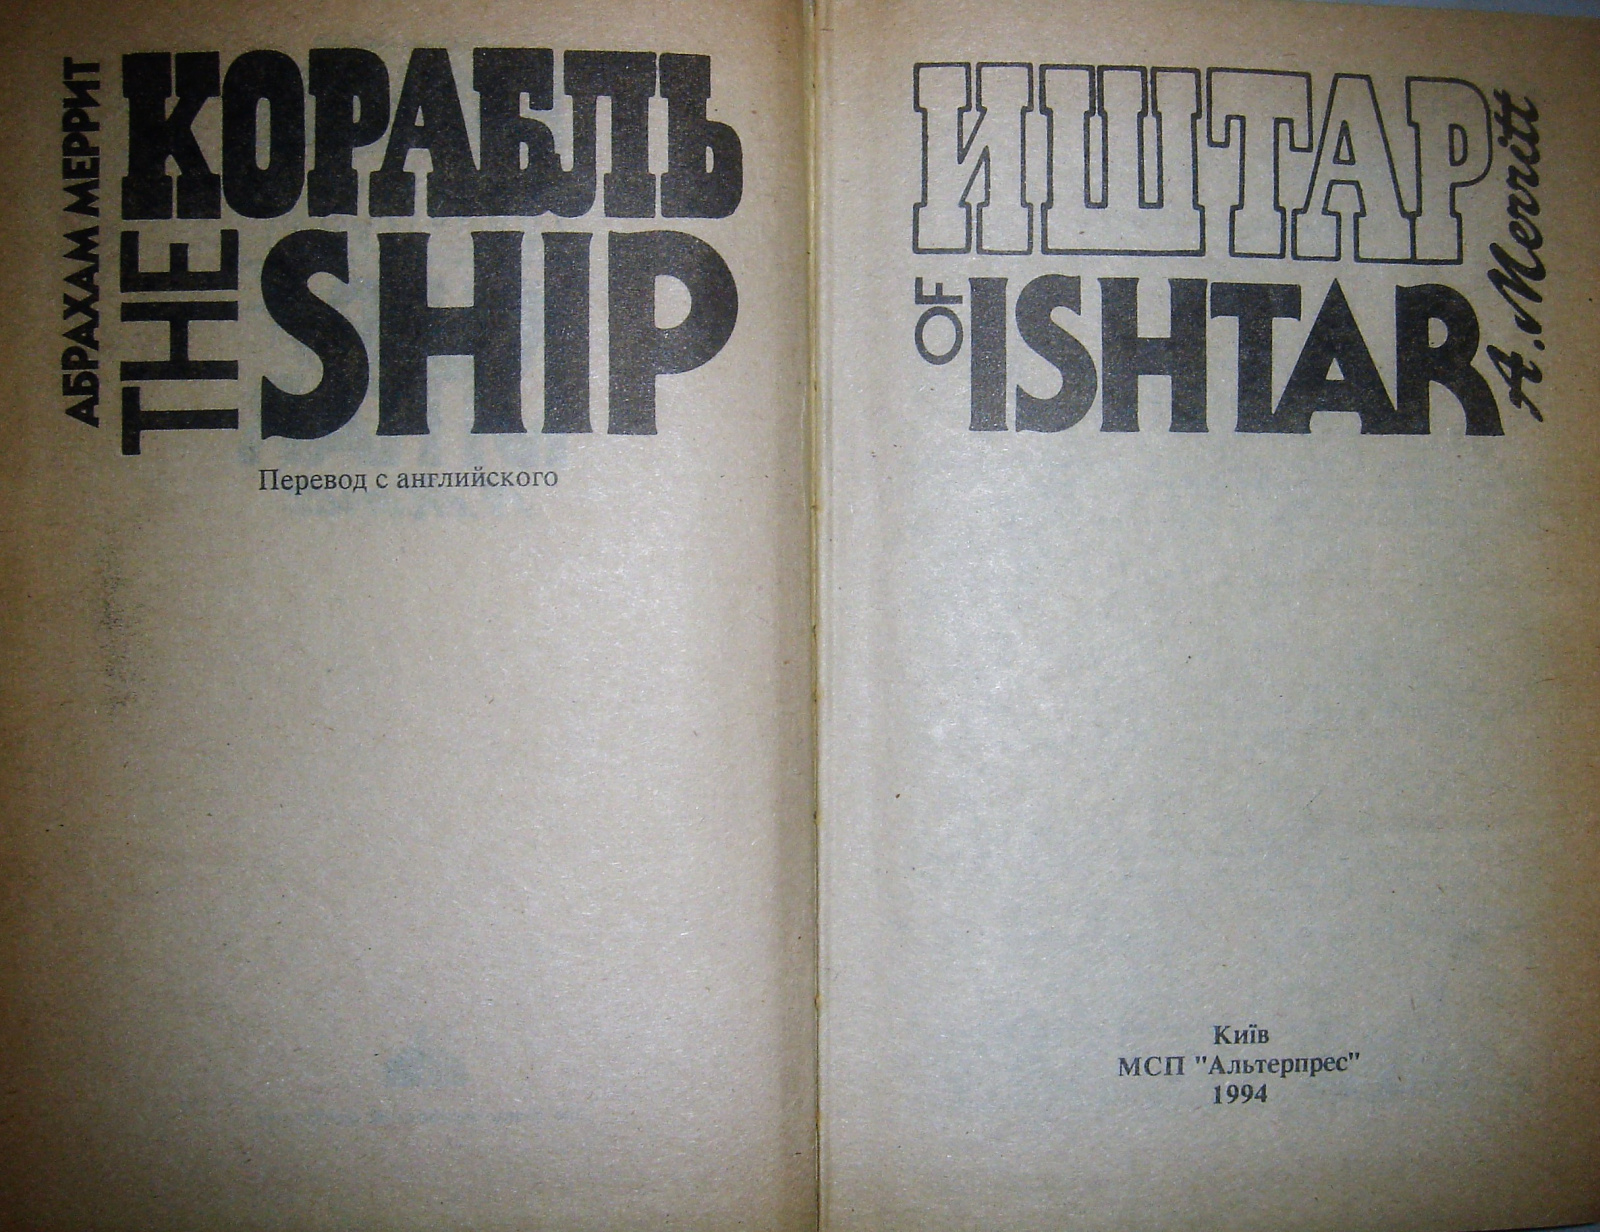 АБРАХАМ МЕРРИТ
КОРАБЛЬ
THE SHIP
Перевод с английского
ИШТАР
OF ISHTAR
A. Merritt
Київ
МСП "Альтерпрес"
1994